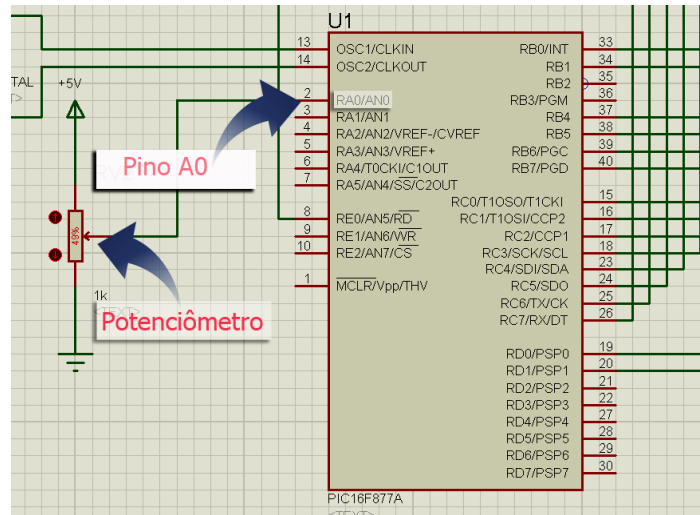 U1
TAL
+5V
Pino A0
49%
1k
<TEXT>
Potenciômetro
13 OSC1/CLKIN
14 OSC2/CLKOUT
2 RA0/AN0
3 RA1/AN1
4 RA2/AN2/VREF-/CVREF
5 RA3/AN3/VREF+
6 RA4/T0CKI/C1OUT
7 RA5/AN4/SS/C2OUT
8 RE0/AN5/RD
9 RE1/AN6/WR
10 RE2/AN7/CS
1 MCLR/Vpp/THV
RB0/INT 33
RB1 34
RB2 35
RB3/PGM 36
RB4 37
RB5 38
RB6/PGC 39
RB7/PGD 40
RC0/T1OSO/T1CKI 15
RC1/T1OSI/CCP2 16
RC2/CCP1 17
RC3/SCK/SCL 18
RC4/SDI/SDA 23
RC5/SDO 24
RC6/TX/CK 25
RC7/RX/DT 26
RD0/PSP0 19
RD1/PSP1 20
RD2/PSP2 21
RD3/PSP3 22
RD4/PSP4 27
RD5/PSP5 28
RD6/PSP6 29
RD7/PSP7 30
PIC16F877A
<TEXT>